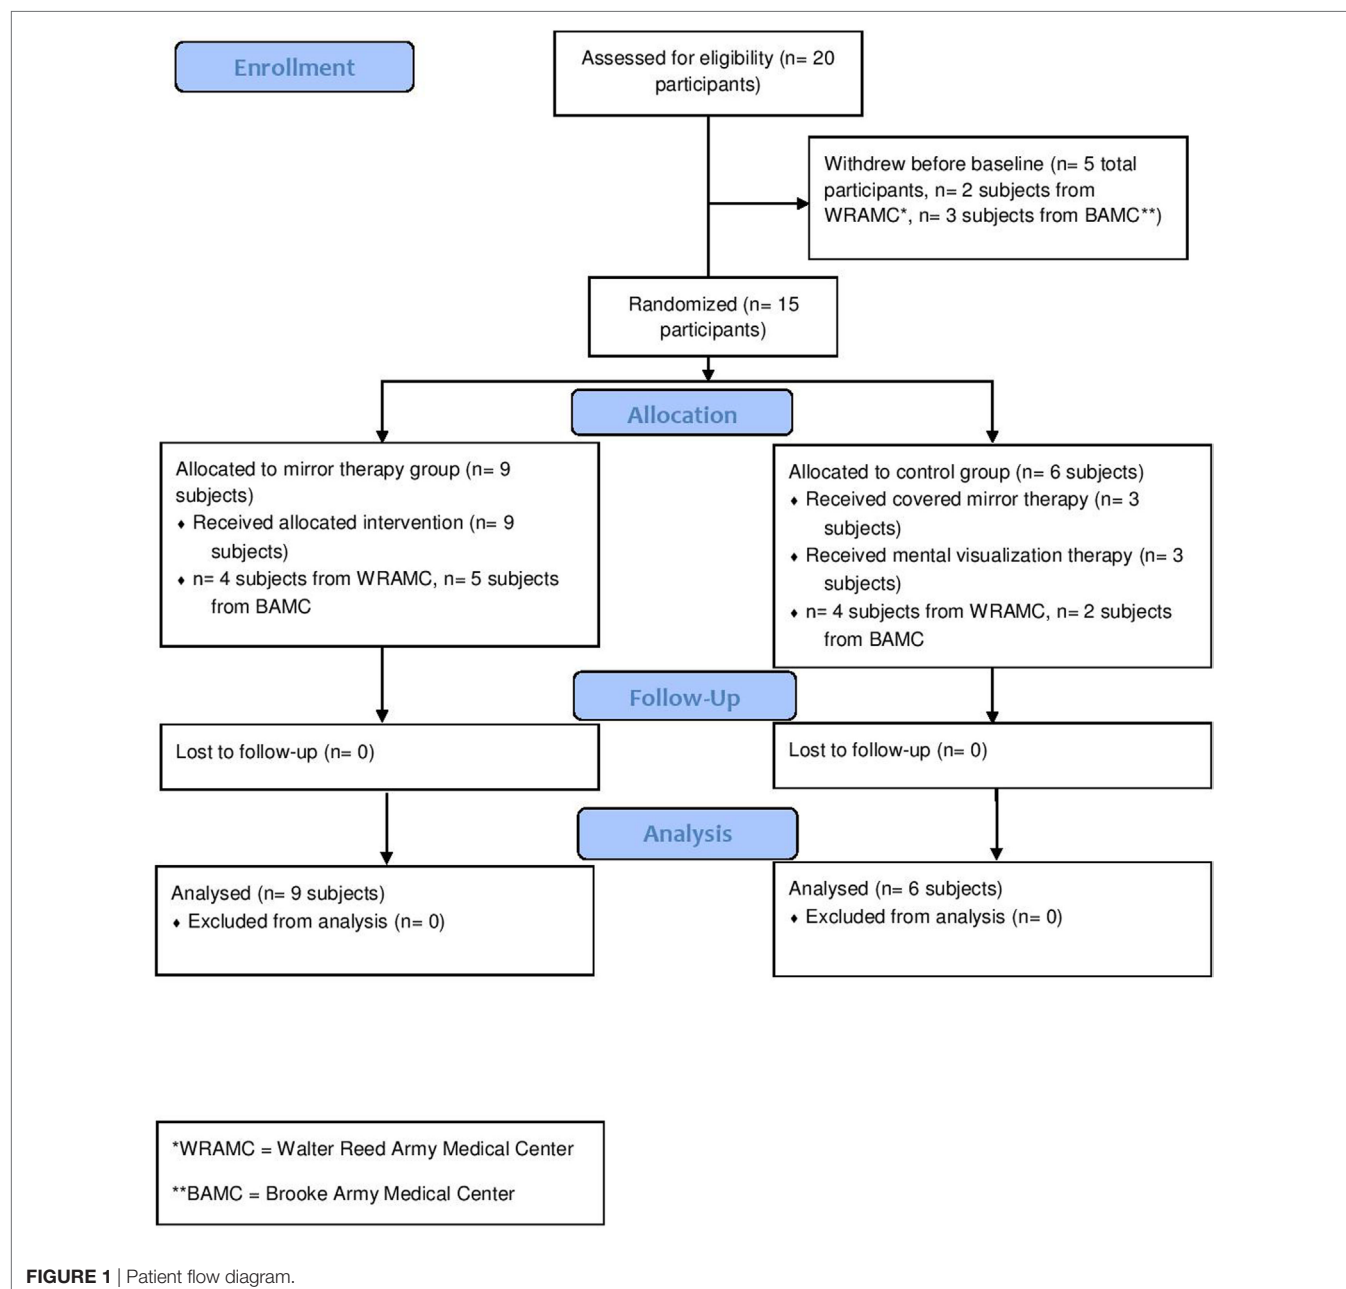 Enrollment
Assessed for eligibility (n= 20
participants)
Withdrew before baseline (n= 5 total
participants, n= 2 subjects from
WRAMC*, n= 3 subjects from BAMC**)
Randomized (n= 15
participants)
Allocation
Allocated to mirror therapy group (n= 9
subjects)
♦ Received allocated intervention (n= 9
subjects)
♦ n= 4 subjects from WRAMC, n= 5 subjects
from BAMC
Allocated to control group (n= 6 subjects)
♦ Received covered mirror therapy (n= 3
subjects)
♦ Received mental visualization therapy (n= 3
subjects)
♦ n= 4 subjects from WRAMC, n= 2 subjects
from BAMC
Follow-Up
Lost to follow-up (n= 0)
Lost to follow-up (n= 0)
Analysis
Analysed (n= 9 subjects)
♦ Excluded from analysis (n= 0)
Analysed (n= 6 subjects)
♦ Excluded from analysis (n= 0)
*WRAMC = Walter Reed Army Medical Center
**BAMC = Brooke Army Medical Center
FIGURE 1 | Patient flow diagram.